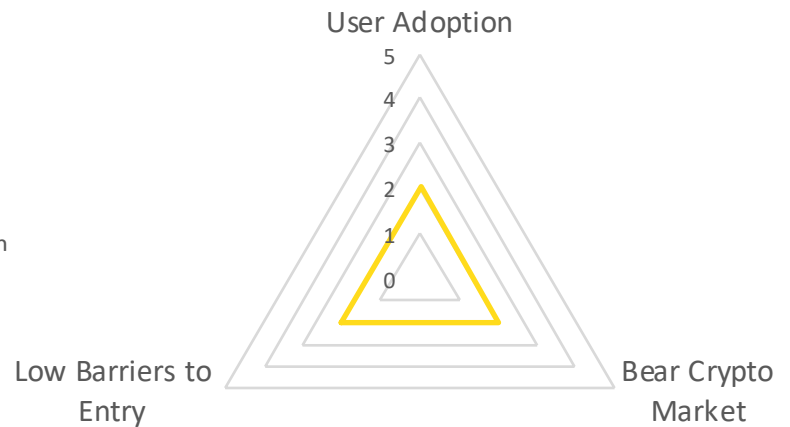 User Adoption
5
4
3
2
1
0
n
Low Barriers to
Entry
Bear Crypto
Market